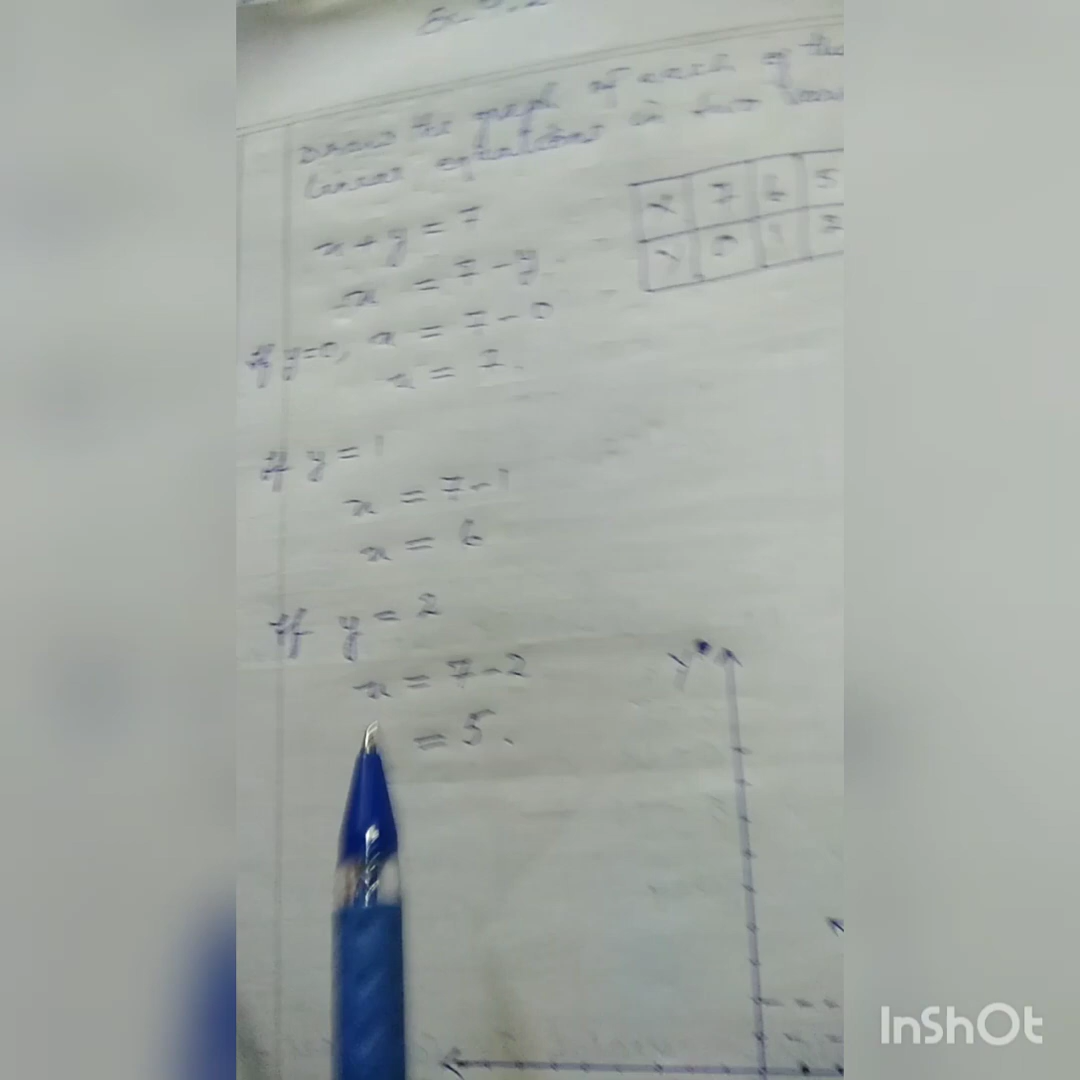 Draw the graph of each of the
linear equations in two
x + y = 7
x = 7 - y
If y=0, x = 7 - 0
x = 7.
If y = 1
x = 7 - 1
x = 6
If y = 2
x = 7 - 2
= 5.
x 7 6 5
y 0 1 2
Y
InShOt